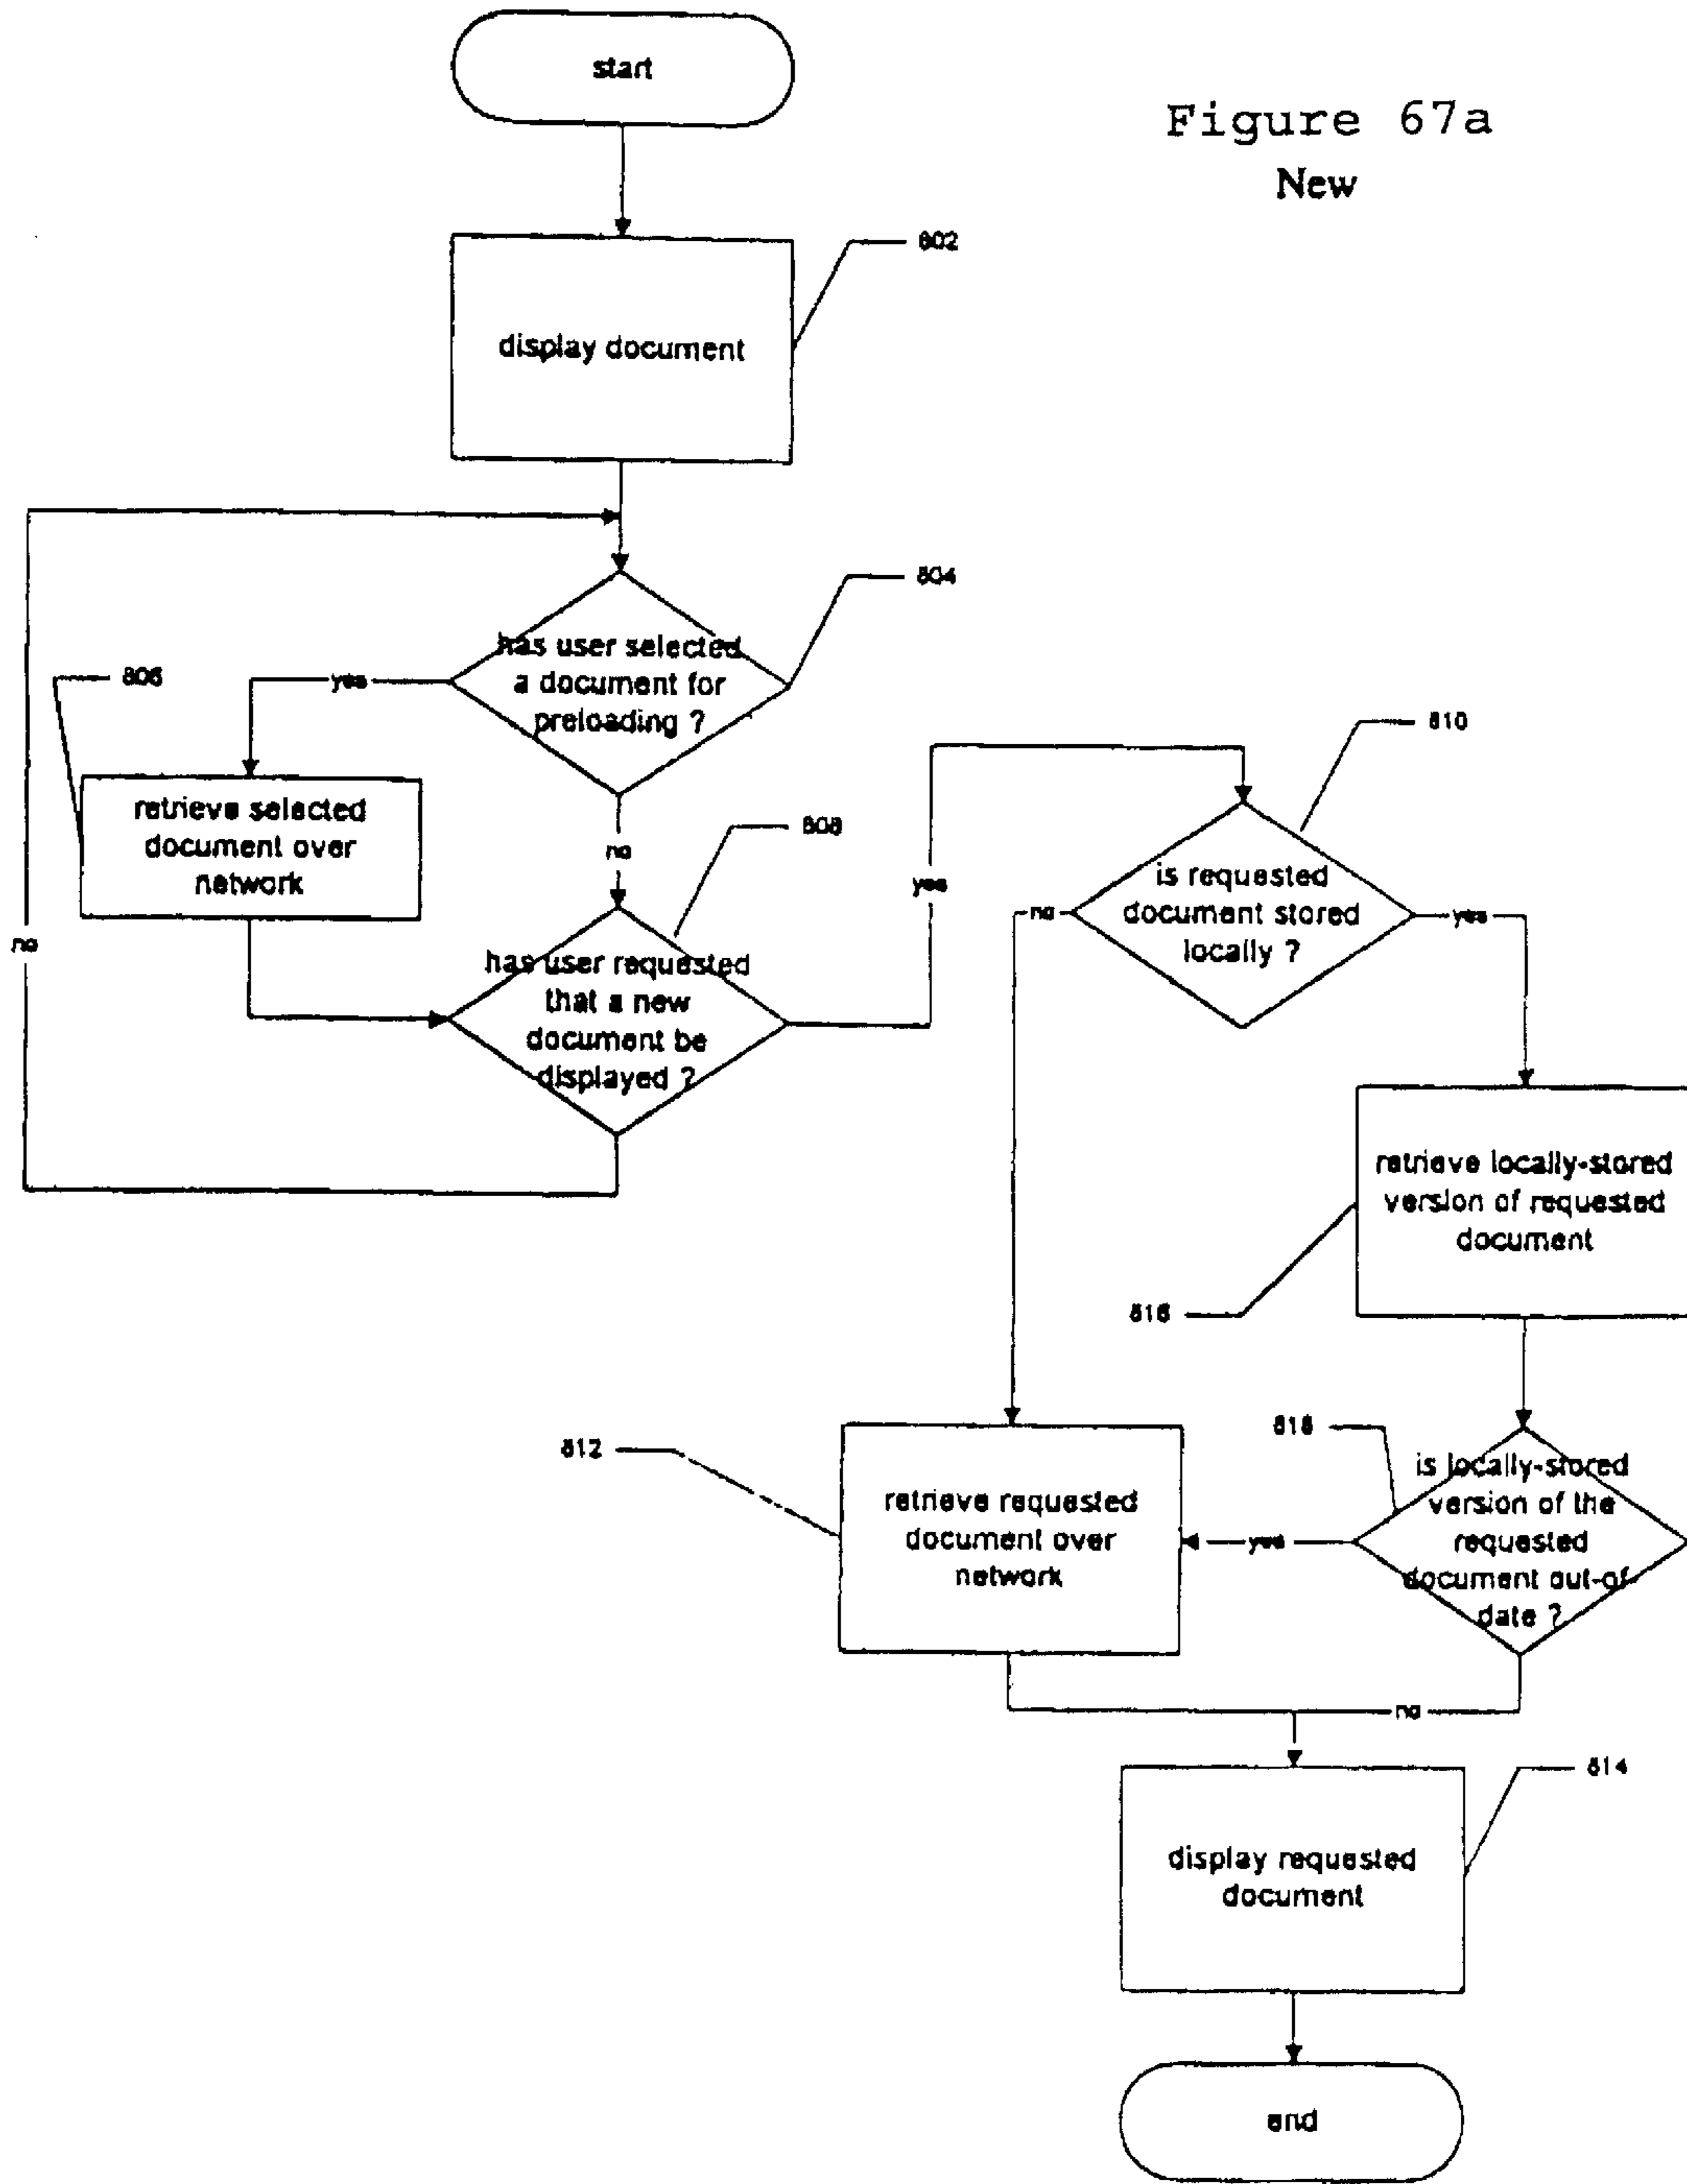 start
Figure 67a
New
802
display document
804
has user selected
a document for
preloading ?
806
yes
810
retrieve selected
document over
network
808
no
yes
is requested
document stored
locally ?
no
yes
no
has user requested
that a new
document be
displayed ?
retrieve locally-stored
version of requested
document
816
818
812
is locally-stored
version of the
requested
document out-of-
date ?
retrieve requested
document over
network
yes
no
814
display requested
document
end